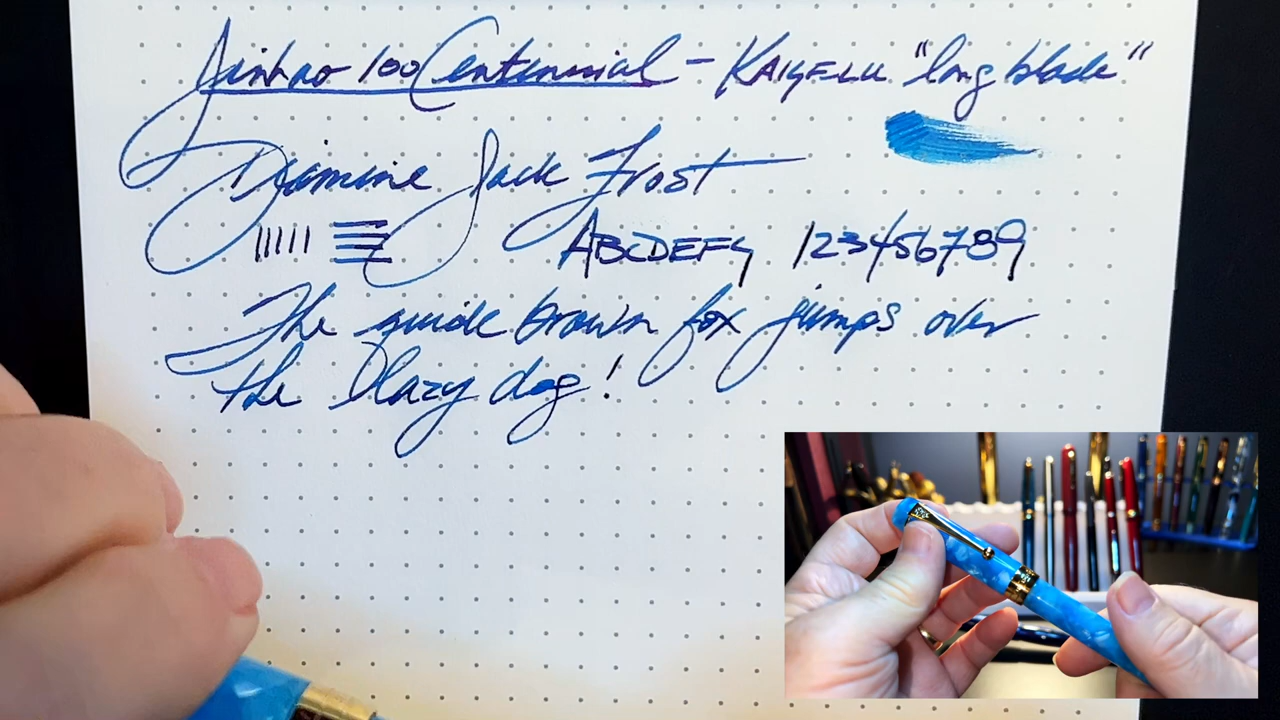 Jinhao 100 Centennial - KAIGELU "long blade"
Diamine Jack Frost
ABCDEFG 123456789
The quick brown fox jumps over
the lazy dog!